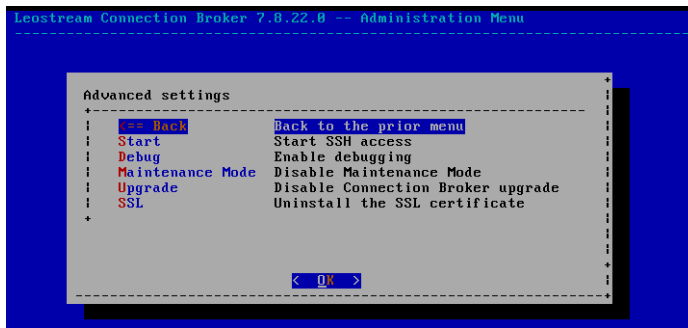 Leostream Connection Broker 7.8.22.0 -- Administration Menu
Advanced settings
<== Back Back to the prior menu
Start Start SSH access
Debug Enable debugging
Maintenance Mode Disable Maintenance Mode
Upgrade Disable Connection Broker upgrade
SSL Uninstall the SSL certificate
< OK >